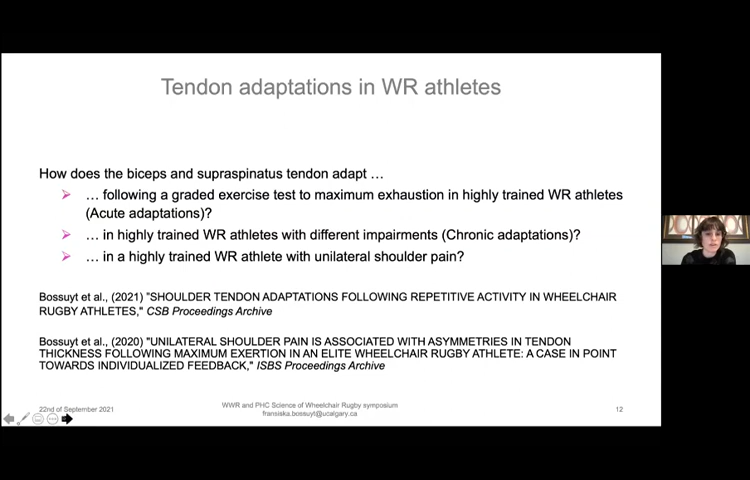 Tendon adaptations in WR athletes
How does the biceps and supraspinatus tendon adapt ...
... following a graded exercise test to maximum exhaustion in highly trained WR athletes
(Acute adaptations)?
... in highly trained WR athletes with different impairments (Chronic adaptations)?
... in a highly trained WR athlete with unilateral shoulder pain?
Bossuyt et al., (2021) "SHOULDER TENDON ADAPTATIONS FOLLOWING REPETITIVE ACTIVITY IN WHEELCHAIR
RUGBY ATHLETES," CSB Proceedings Archive
Bossuyt et al., (2020) "UNILATERAL SHOULDER PAIN IS ASSOCIATED WITH ASYMMETRIES IN TENDON
THICKNESS FOLLOWING MAXIMUM EXERTION IN AN ELITE WHEELCHAIR RUGBY ATHLETE: A CASE IN POINT
TOWARDS INDIVIDUALIZED FEEDBACK," ISBS Proceedings Archive
22nd of September 2021
WWR and PHC Science of Wheelchair Rugby symposium
fransiska.bossuyt@ucalgary.ca
12